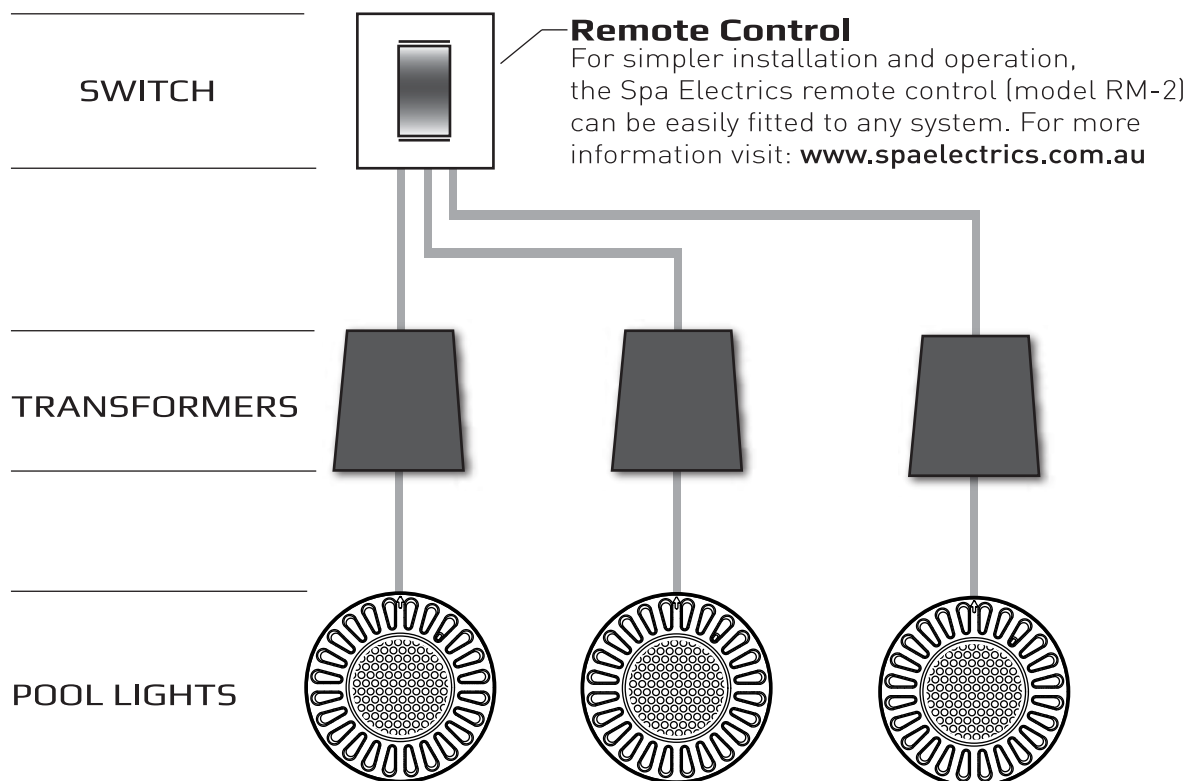 Remote Control
For simpler installation and operation,
the Spa Electrics remote control (model RM-2)
can be easily fitted to any system. For more
information visit: www.spaelectrics.com.au
SWITCH
TRANSFORMERS
POOL LIGHTS